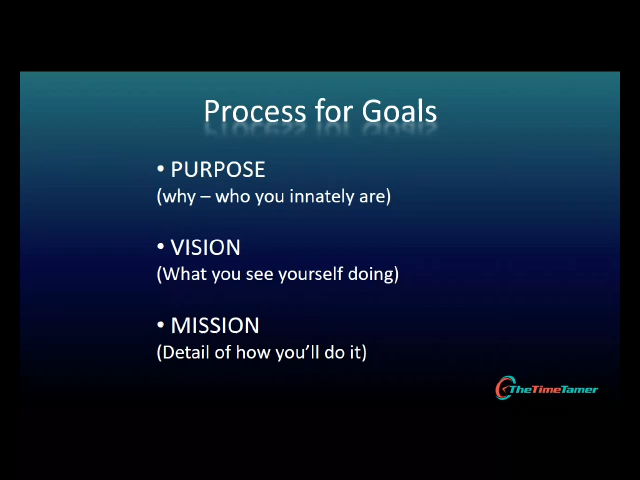 Process for Goals
• PURPOSE
(why – who you innately are)
• VISION
(What you see yourself doing)
• MISSION
(Detail of how you’ll do it)
TheTimeTamer